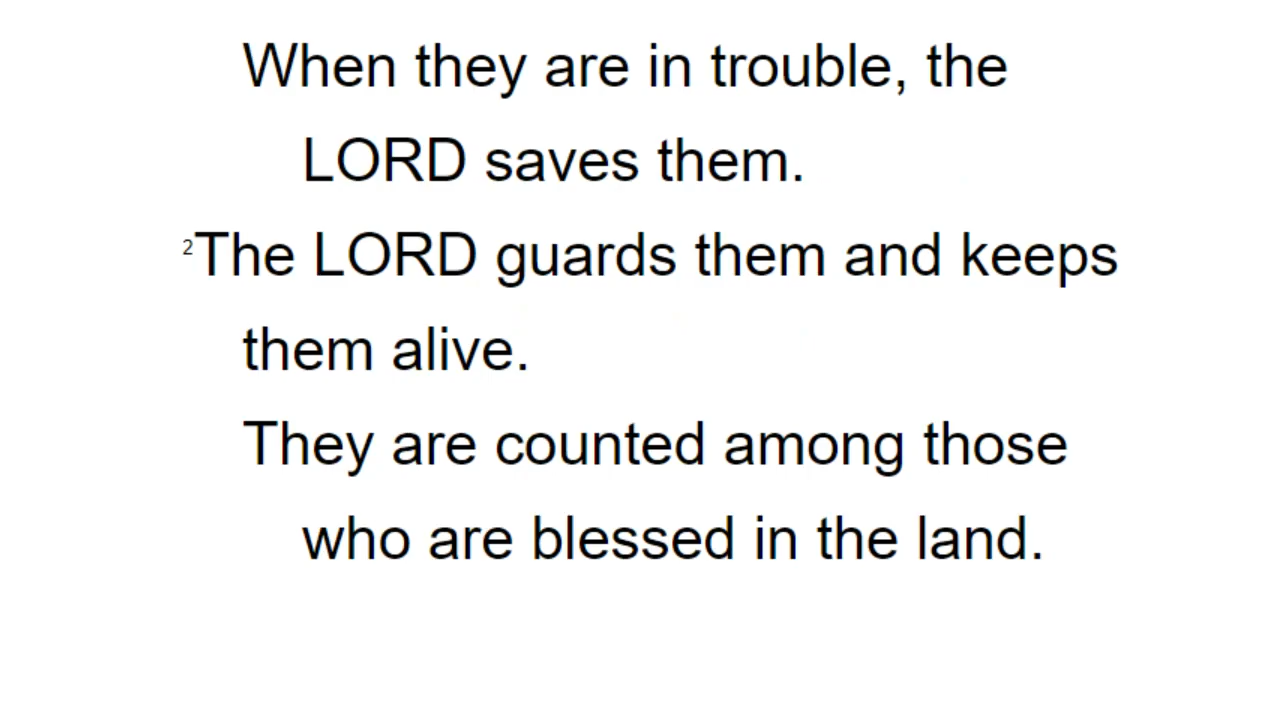 When they are in trouble, the
LORD saves them.
²The LORD guards them and keeps
them alive.
They are counted among those
who are blessed in the land.